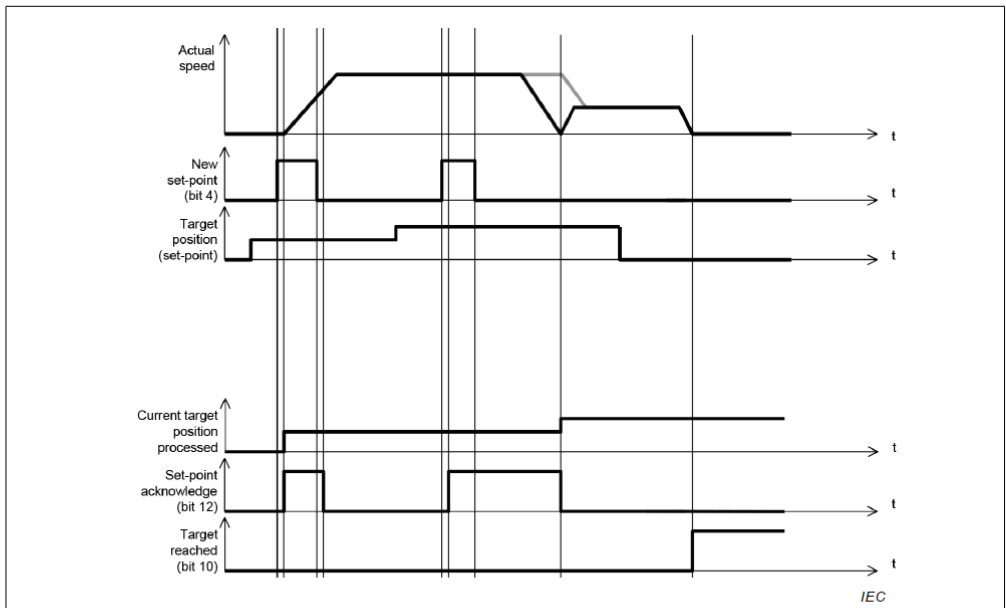 Actual
speed
t
New
set-point
(bit 4)
t
Target
position
(set-point)
t
Current target
position
processed
t
Set-point
acknowledge
(bit 12)
t
Target
reached
(bit 10)
t
IEC